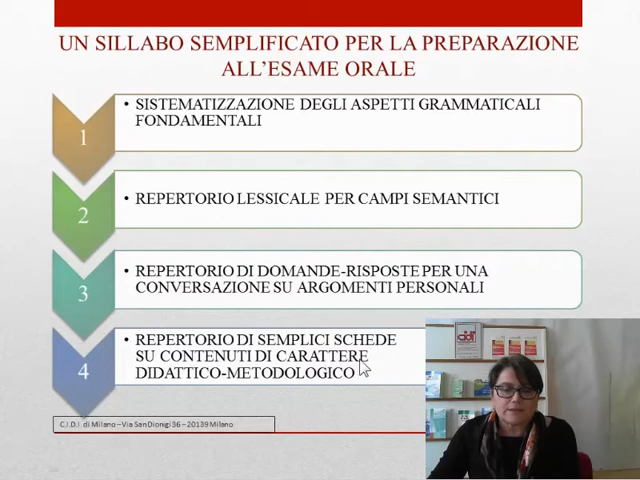 UN SILLABO SEMPLIFICATO PER LA PREPARAZIONE
ALL'ESAME ORALE
1
• SISTEMATIZZAZIONE DEGLI ASPETTI GRAMMATICALI
FONDAMENTALI
2
• REPERTORIO LESSICALE PER CAMPI SEMANTICI
3
• REPERTORIO DI DOMANDE-RISPOSTE PER UNA
CONVERSAZIONE SU ARGOMENTI PERSONALI
4
• REPERTORIO DI SEMPLICI SCHEDE
SU CONTENUTI DI CARATTERE
DIDATTICO-METODOLOGICO
C.I.D.I di Milano – Via San Dionigi 36 – 20139 Milano
cidi